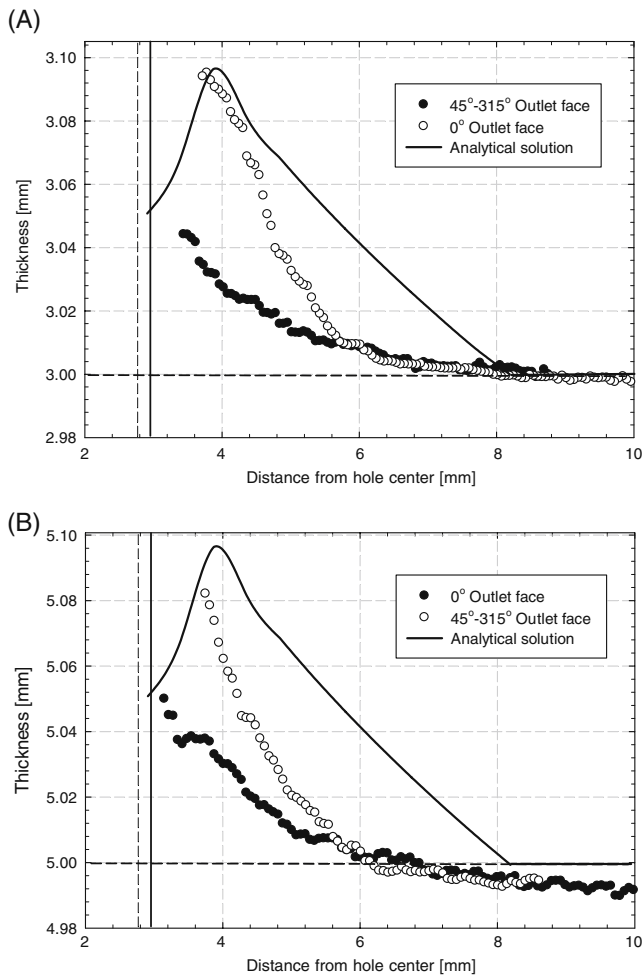 (A)
3.10
3.08
3.06
3.04
3.02
3.00
2.98
Thickness [mm]
45°-315° Outlet face
0° Outlet face
Analytical solution
2 4 6 8 10
Distance from hole center [mm]
(B)
5.10
5.08
5.06
5.04
5.02
5.00
4.98
Thickness [mm]
0° Outlet face
45°-315° Outlet face
Analytical solution
2 4 6 8 10
Distance from hole center [mm]